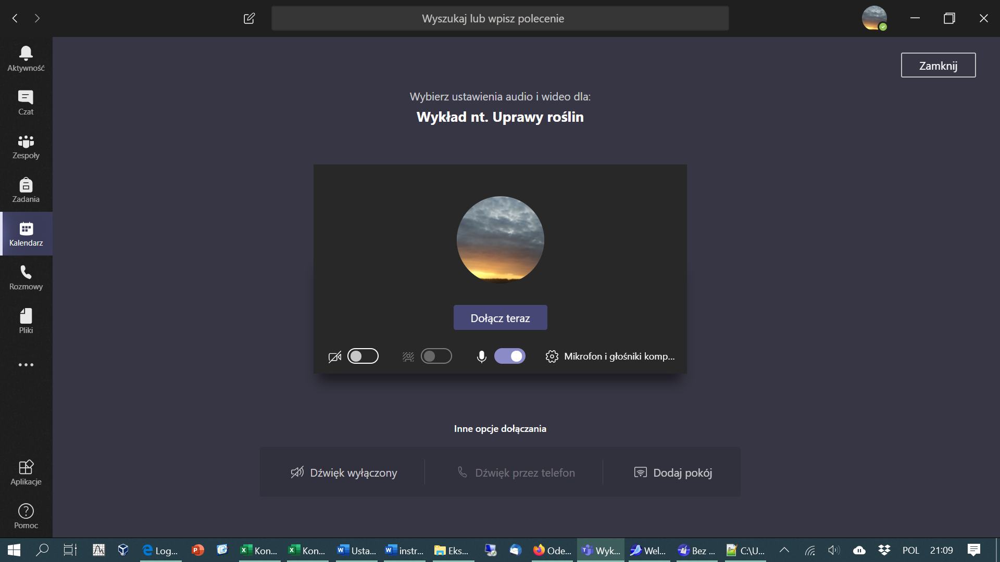 Wyszukaj lub wpisz polecenie
Aktywność
Czat
Zespoły
Zadania
Kalendarz
Rozmowy
Pliki
Aplikacje
Pomoc
Zamknij
Wybierz ustawienia audio i wideo dla:
Wykład nt. Uprawy roślin
Dołącz teraz
Mikrofon i głośniki komp...
Inne opcje dołączania
Dźwięk wyłączony
Dźwięk przez telefon
Dodaj pokój
Log...
Kon...
Kon...
Usta...
instr...
Eks...
Ode...
Wyk...
Wel...
Bez ...
C:\U...
POL
21:09